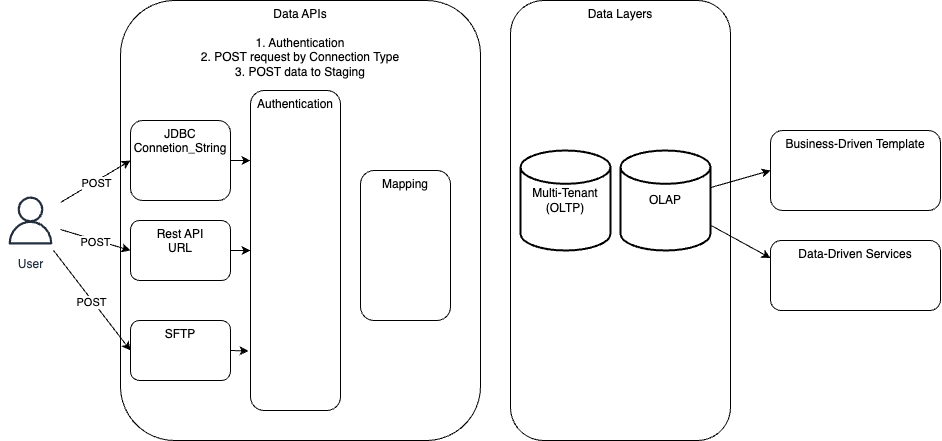 Data APIs
1. Authentication
2. POST request by Connection Type
3. POST data to Staging
Authentication
JDBC
Connetion_String
POST
Rest API
URL
POST
User
POST
SFTP
Mapping
Data Layers
Multi-Tenant
(OLTP)
OLAP
Business-Driven Template
Data-Driven Services